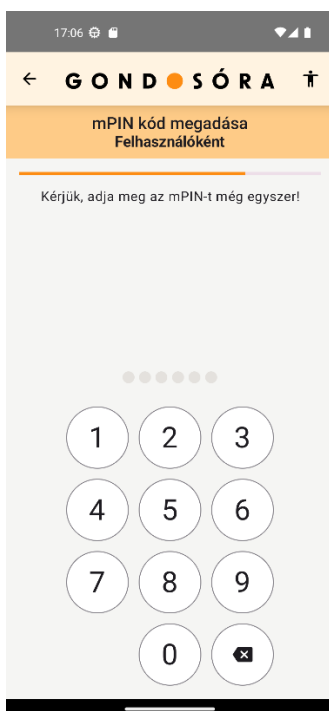 17:06
GONDOSÓRA
mPIN kód megadása
Felhasználóként
Kérjük, adja meg az mPIN-t még egyszer!
1 2 3
4 5 6
7 8 9
0